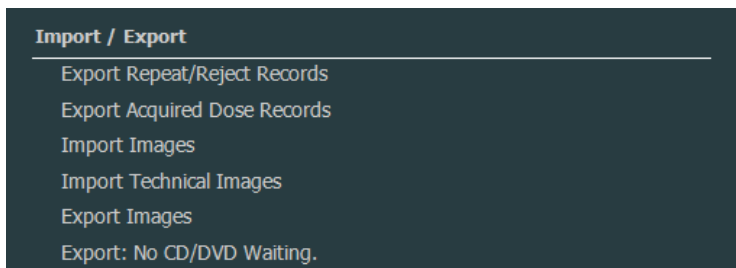 Import / Export
Export Repeat/Reject Records
Export Acquired Dose Records
Import Images
Import Technical Images
Export Images
Export: No CD/DVD Waiting.